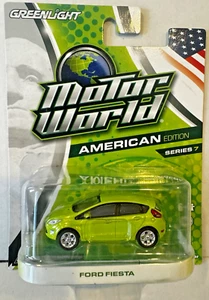 GREENLIGHT
Motor
World
AMERICAN EDITION
SERIES 7
FORD FIESTA